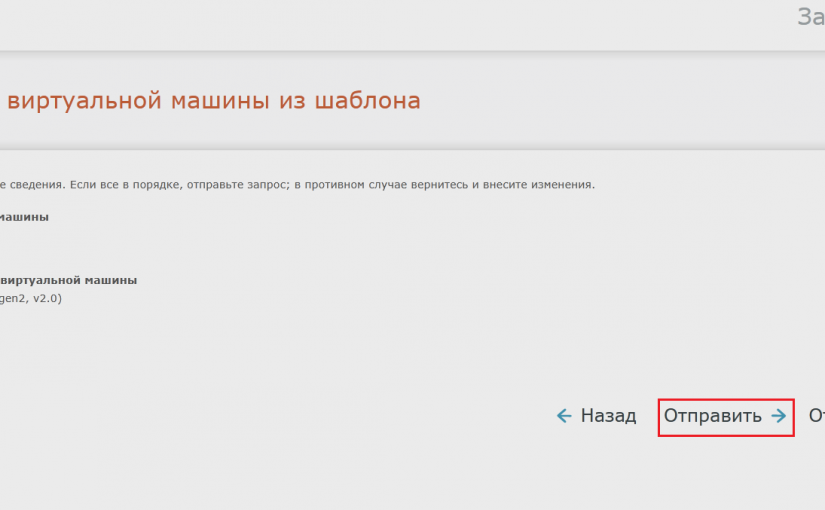 За
виртуальной машины из шаблона
е сведения. Если все в порядке, отправьте запрос; в противном случае вернитесь и внесите изменения.
машины
виртуальной машины
gen2, v2.0)
Назад Отправить От